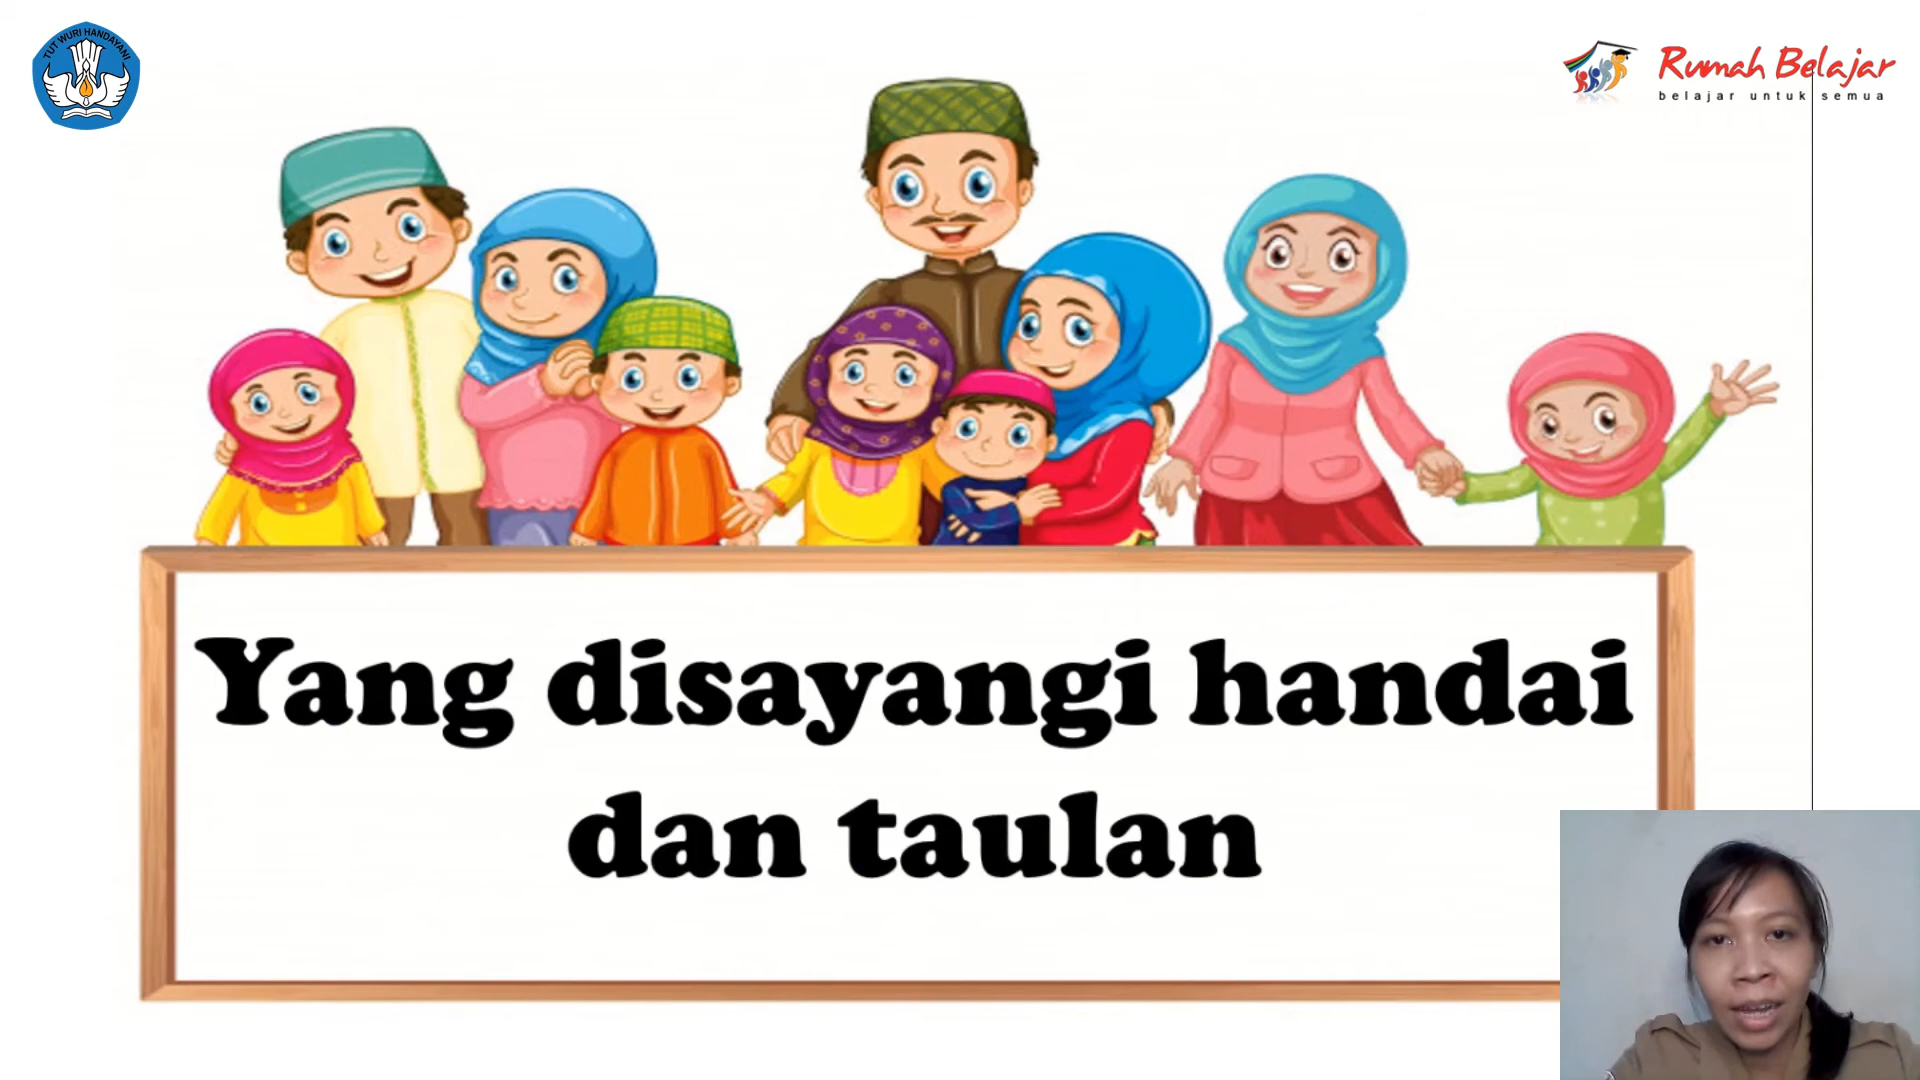 TUT WURI HANDAYANI
Rumah Belajar
belajar untuk semua
Yang disayangi handai
dan taulan